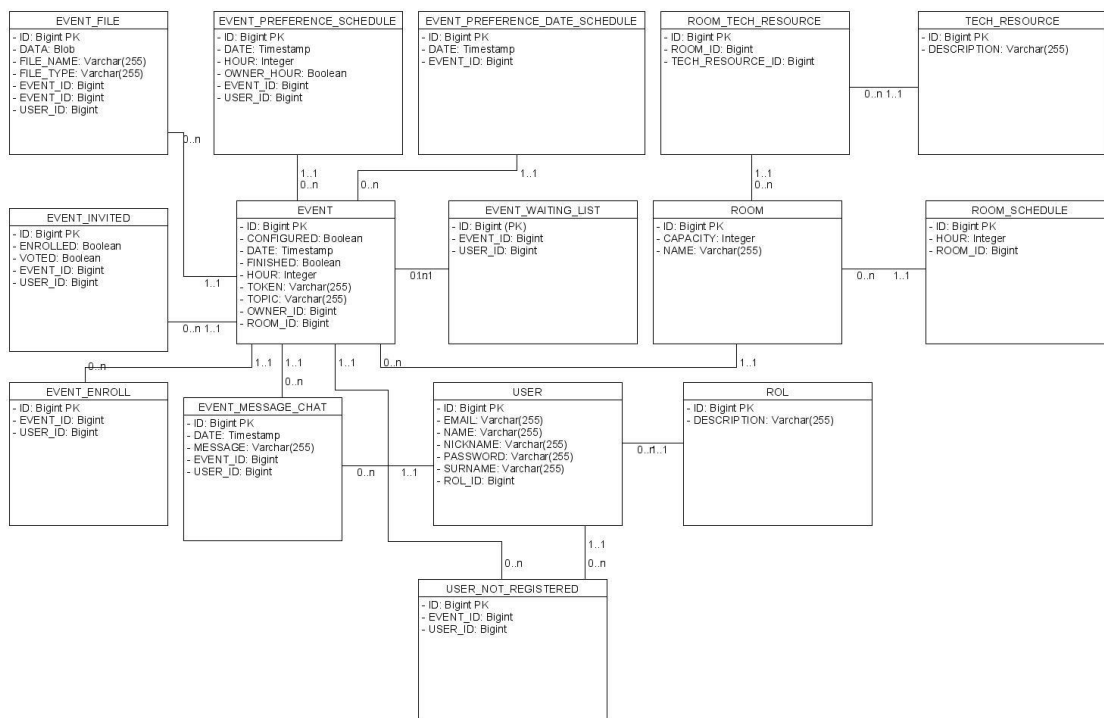 EVENT_FILE
- ID: Bigint PK
- DATA: Blob
- FILE_NAME: Varchar(255)
- FILE_TYPE: Varchar(255)
- EVENT_ID: Bigint
- EVENT_ID: Bigint
- USER_ID: Bigint
EVENT_PREFERENCE_SCHEDULE
- ID: Bigint PK
- DATE: Timestamp
- HOUR: Integer
- OWNER_HOUR: Boolean
- EVENT_ID: Bigint
- USER_ID: Bigint
EVENT_PREFERENCE_DATE_SCHEDULE
- ID: Bigint PK
- DATE: Timestamp
- EVENT_ID: Bigint
ROOM_TECH_RESOURCE
- ID: Bigint PK
- ROOM_ID: Bigint
- TECH_RESOURCE_ID: Bigint
TECH_RESOURCE
- ID: Bigint PK
- DESCRIPTION: Varchar(255)
0..n 1..1
0..n
1..1
0..n
0..n
1..1
1..1
0..n
EVENT_INVITED
- ID: Bigint PK
- ENROLLED: Boolean
- VOTED: Boolean
- EVENT_ID: Bigint
- USER_ID: Bigint
EVENT
- ID: Bigint PK
- CONFIGURED: Boolean
- DATE: Timestamp
- FINISHED: Boolean
- HOUR: Integer
- TOKEN: Varchar(255)
- TOPIC: Varchar(255)
- OWNER_ID: Bigint
- ROOM_ID: Bigint
EVENT_WAITING_LIST
- ID: Bigint (PK)
- EVENT_ID: Bigint
- USER_ID: Bigint
ROOM
- ID: Bigint PK
- CAPACITY: Integer
- NAME: Varchar(255)
ROOM_SCHEDULE
- ID: Bigint PK
- HOUR: Integer
- ROOM_ID: Bigint
1..1
0..n 1..1
0..n
1..1
0..n
1..1
1..1
1..1
0..n
1..1
0..n
EVENT_ENROLL
- ID: Bigint PK
- EVENT_ID: Bigint
- USER_ID: Bigint
EVENT_MESSAGE_CHAT
- ID: Bigint PK
- DATE: Timestamp
- MESSAGE: Varchar(255)
- EVENT_ID: Bigint
- USER_ID: Bigint
USER
- ID: Bigint PK
- EMAIL: Varchar(255)
- NAME: Varchar(255)
- NICKNAME: Varchar(255)
- PASSWORD: Varchar(255)
- SURNAME: Varchar(255)
- ROL_ID: Bigint
ROL
- ID: Bigint PK
- DESCRIPTION: Varchar(255)
0..n
1..1
1..1
0..n
0..n
USER_NOT_REGISTERED
- ID: Bigint PK
- EVENT_ID: Bigint
- USER_ID: Bigint